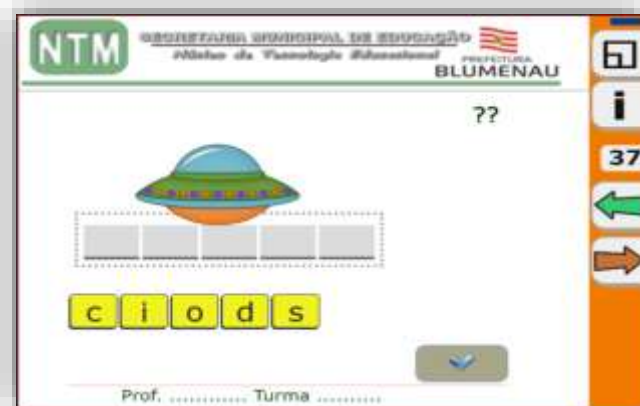 NTM
SECRETARIA MUNICIPAL DE EDUCAÇÃO
Núcleo de Tecnologia Educacional
PREFEITURA
BLUMENAU
??
37
c i o d s
Prof. ............ Turma ..........